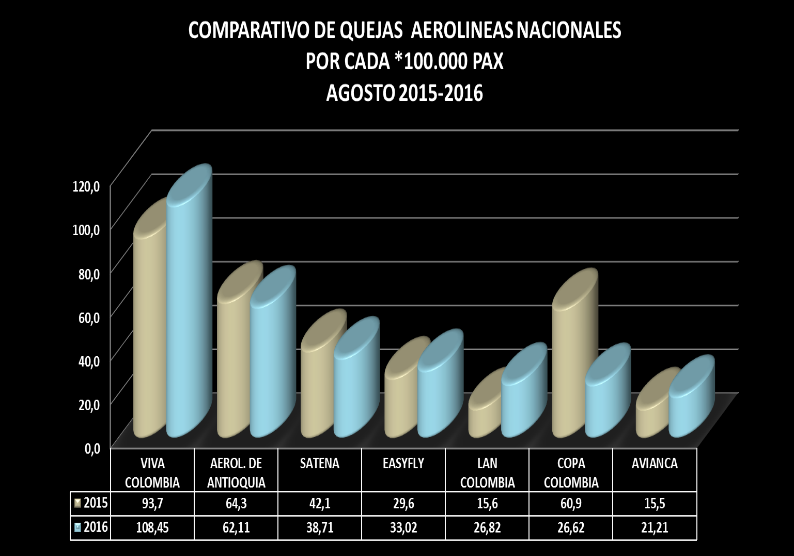 COMPARATIVO DE QUEJAS AEROLINEAS NACIONALES
POR CADA *100.000 PAX
AGOSTO 2015-2016
120,0
100,0
80,0
60,0
40,0
20,0
0,0
VIVA COLOMBIA AEROL. DE ANTIOQUIA SATENA EASYFLY LAN COLOMBIA COPA COLOMBIA AVIANCA
2015 93,7 64,3 42,1 29,6 15,6 60,9 15,5
2016 108,45 62,11 38,71 33,02 26,82 26,62 21,21